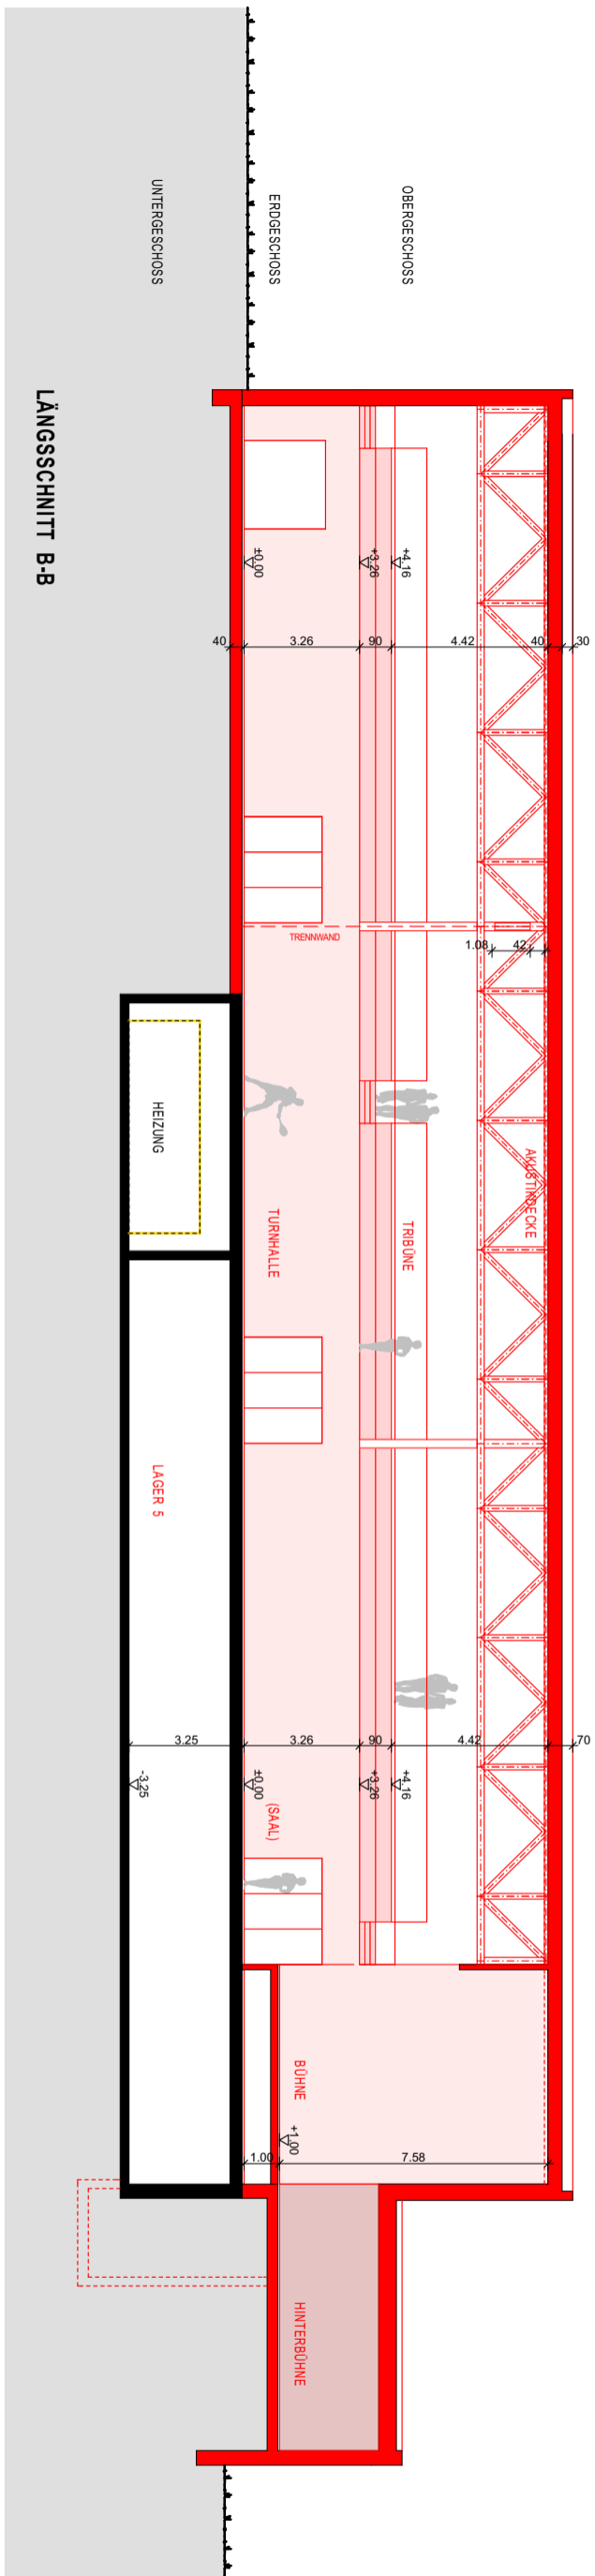 OBERGESCHOSS
ERDGESCHOSS
UNTERGESCHOSS
LÄNGSSCHNITT B-B
+4.16
+3.26
±0.00
30
40
4.42
90
3.26
40
42
1.08
TRENNWAND
AKUSTIKDECKE
TRIBÜNE
TURNHALLE
HEIZUNG
LAGER 5
70
4.42
90
3.26
3.25
+4.16
+3.26
±0.00
-3.25
(SAAL)
BÜHNE
+1.00
7.58
1.00
HINTERBÜHNE